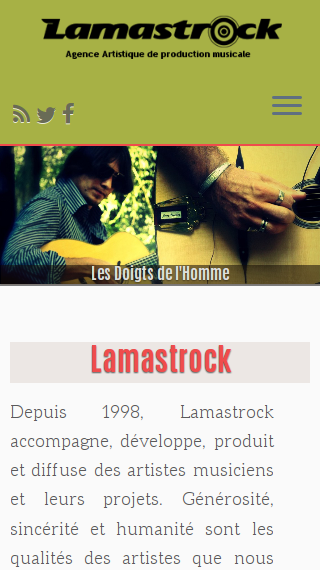 Lamastrock
Agence Artistique de production musicale
Les Doigts de l'Homme
Lamastrock
Depuis 1998, Lamastrock
accompagne, développe, produit
et diffuse des artistes musiciens
et leurs projets. Générosité,
sincérité et humanité sont les
qualités des artistes que nous